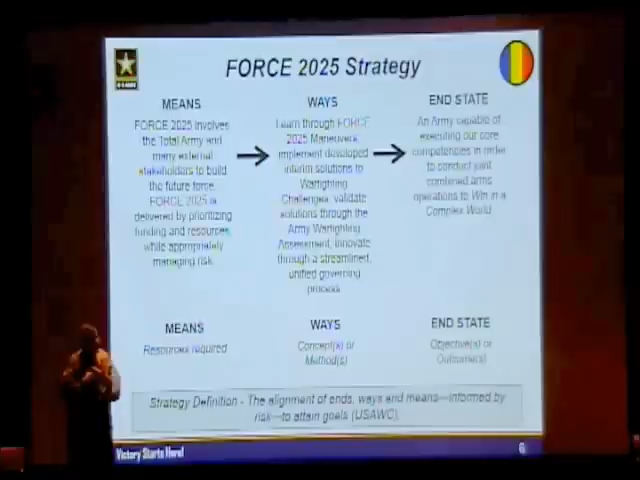 FORCE 2025 Strategy
U.S. ARMY
MEANS
FORCE 2025 involves
the Total Army and
many external
stakeholders to build
the future force.
FORCE 2025 is
delivered by prioritizing
funding and resources,
while appropriately
managing risk.
WAYS
Learn through FORCE
2025 Maneuvers,
implement developed
interim solutions to
Warfighting
Challenges, validate
solutions through the
Army Warfighting
Assessment, innovate
through a streamlined,
unified governing
process.
END STATE
An Army capable of
executing our core
competencies in order
to conduct joint
combined arms
operations to Win in a
Complex World.
MEANS
Resources required
WAYS
Concept(s) or
Method(s)
END STATE
Objective(s) or
Outcome(s)
Strategy Definition - The alignment of ends, ways and means—informed by
risk—to attain goals (USAWC).
Victory Starts Here!
6